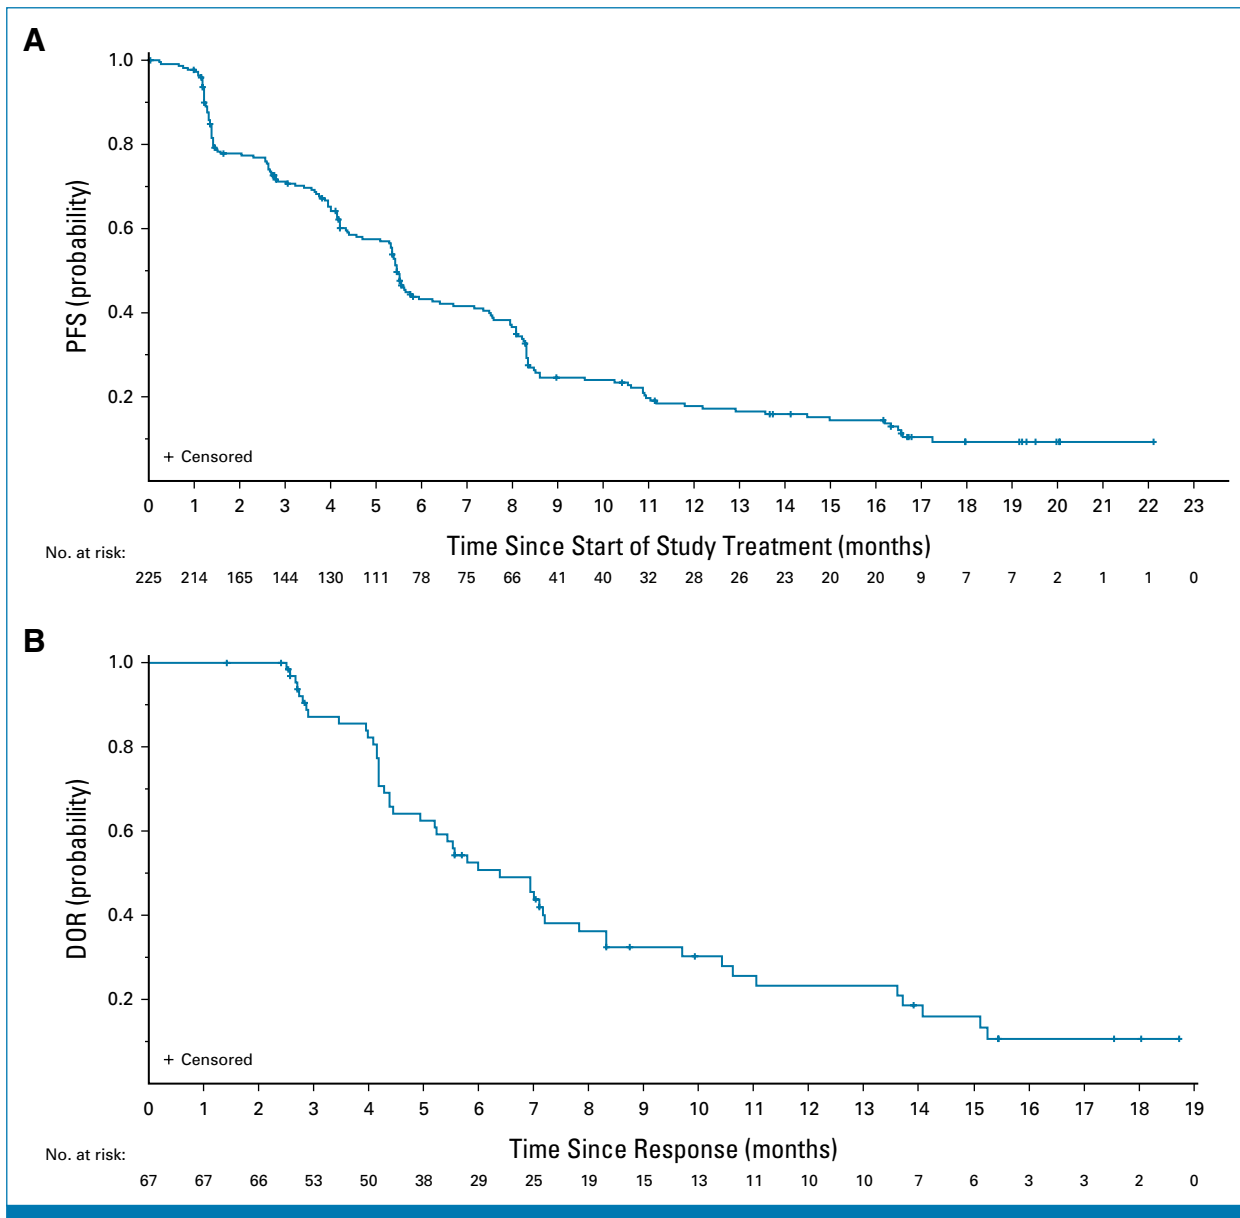 A
1.0
0.8
0.6
0.4
0.2
PFS (probability)
+ Censored
0 1 2 3 4 5 6 7 8 9 10 11 12 13 14 15 16 17 18 19 20 21 22 23
Time Since Start of Study Treatment (months)
No. at risk:
225 214 165 144 130 111 78 75 66 41 40 32 28 26 23 20 20 9 7 7 2 1 1 0
B
1.0
0.8
0.6
0.4
0.2
DOR (probability)
+ Censored
0 1 2 3 4 5 6 7 8 9 10 11 12 13 14 15 16 17 18 19
Time Since Response (months)
No. at risk:
67 67 66 53 50 38 29 25 19 15 13 11 10 10 7 6 3 3 2 0